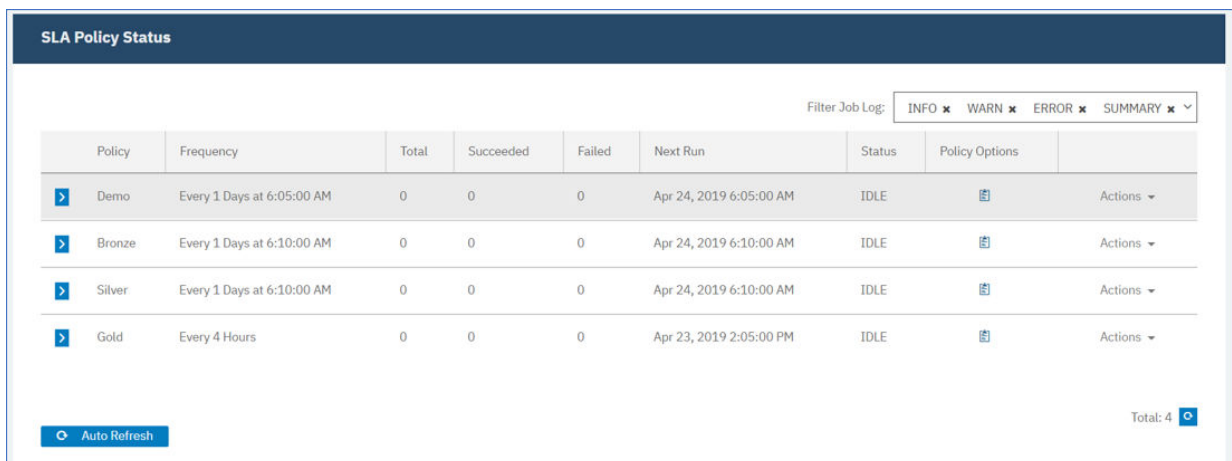 SLA Policy Status
Filter Job Log: INFO × WARN × ERROR × SUMMARY ×
Policy Frequency Total Succeeded Failed Next Run Status Policy Options
Demo Every 1 Days at 6:05:00 AM 0 0 0 Apr 24, 2019 6:05:00 AM IDLE Actions
Bronze Every 1 Days at 6:10:00 AM 0 0 0 Apr 24, 2019 6:10:00 AM IDLE Actions
Silver Every 1 Days at 6:10:00 AM 0 0 0 Apr 24, 2019 6:10:00 AM IDLE Actions
Gold Every 4 Hours 0 0 0 Apr 23, 2019 2:05:00 PM IDLE Actions
Total: 4
Auto Refresh